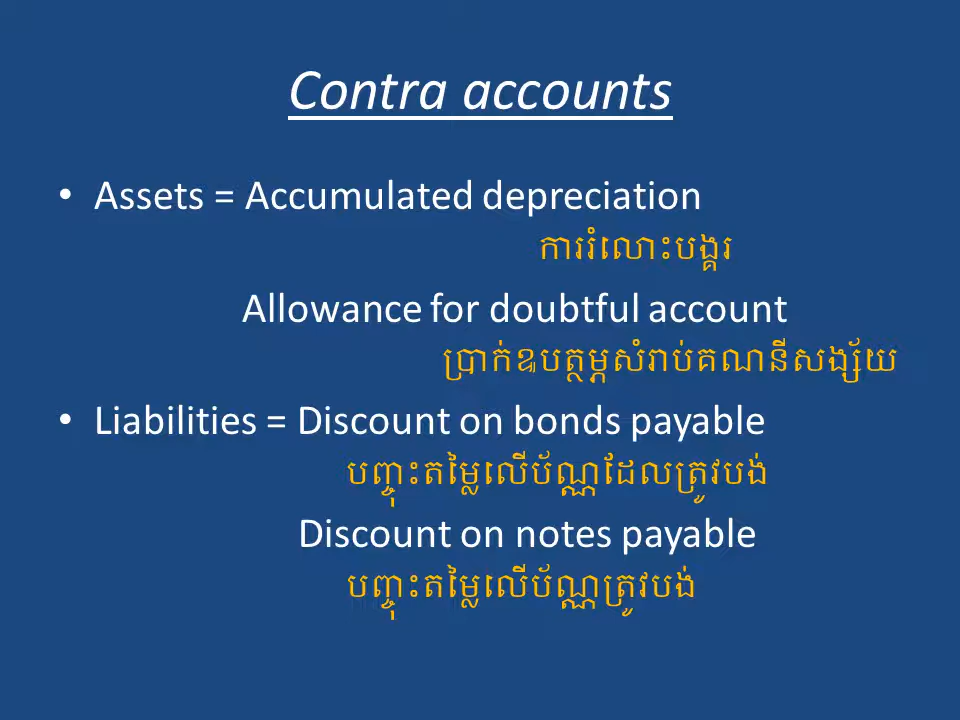 Contra accounts
• Assets = Accumulated depreciation
ការរំលោះបង្គរ
Allowance for doubtful account
ប្រាក់ឧបត្ថម្ភសំរាប់គណនីសង្ស័យ
• Liabilities = Discount on bonds payable
បញ្ចុះតម្លៃលើប័ណ្ណដែលត្រូវបង់
Discount on notes payable
បញ្ចុះតម្លៃលើប័ណ្ណត្រូវបង់